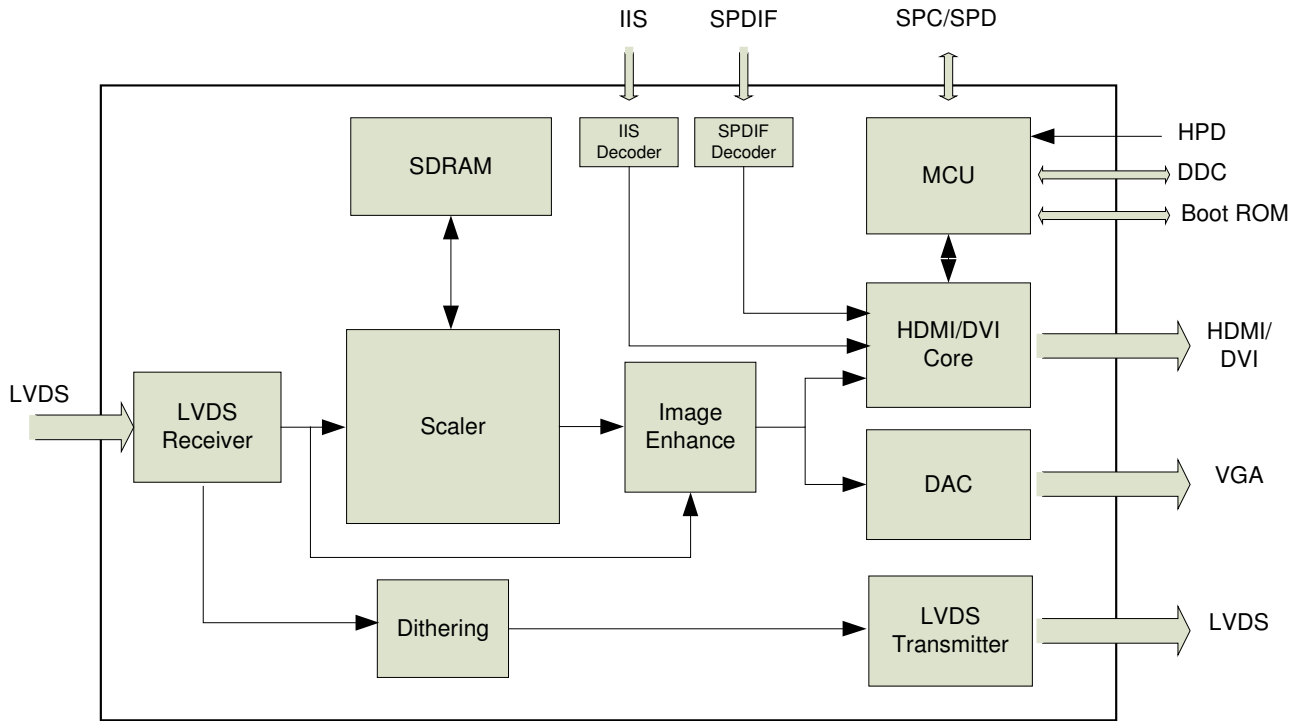 IIS
SPDIF
SPC/SPD
IIS
Decoder
SPDIF
Decoder
SDRAM
MCU
HPD
DDC
Boot ROM
HDMI/DVI
Core
HDMI/
DVI
LVDS
LVDS
Receiver
Scaler
Image
Enhance
DAC
VGA
Dithering
LVDS
Transmitter
LVDS